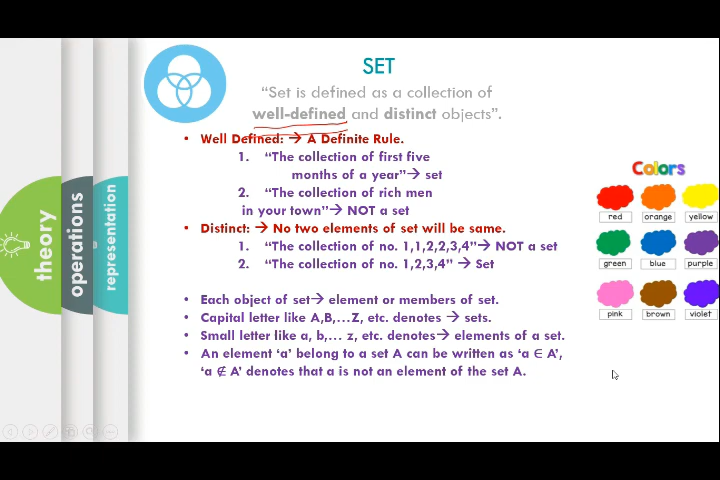 SET
“Set is defined as a collection of
well-defined and distinct objects”.
• Well Defined: → A Definite Rule.
1. “The collection of first five
months of a year”→ set
2. “The collection of rich men
in your town”→ NOT a set
• Distinct: → No two elements of set will be same.
1. “The collection of no. 1,1,2,2,3,4”→ NOT a set
2. “The collection of no. 1,2,3,4” → Set
• Each object of set→ element or members of set.
• Capital letter like A,B,…Z, etc. denotes → sets.
• Small letter like a, b,… z, etc. denotes→ elements of a set.
• An element ‘a’ belong to a set A can be written as ‘a ∈ A’,
‘a ∉ A’ denotes that a is not an element of the set A.
theory
operations
representation
Colors
red orange yellow
green blue purple
pink brown violet